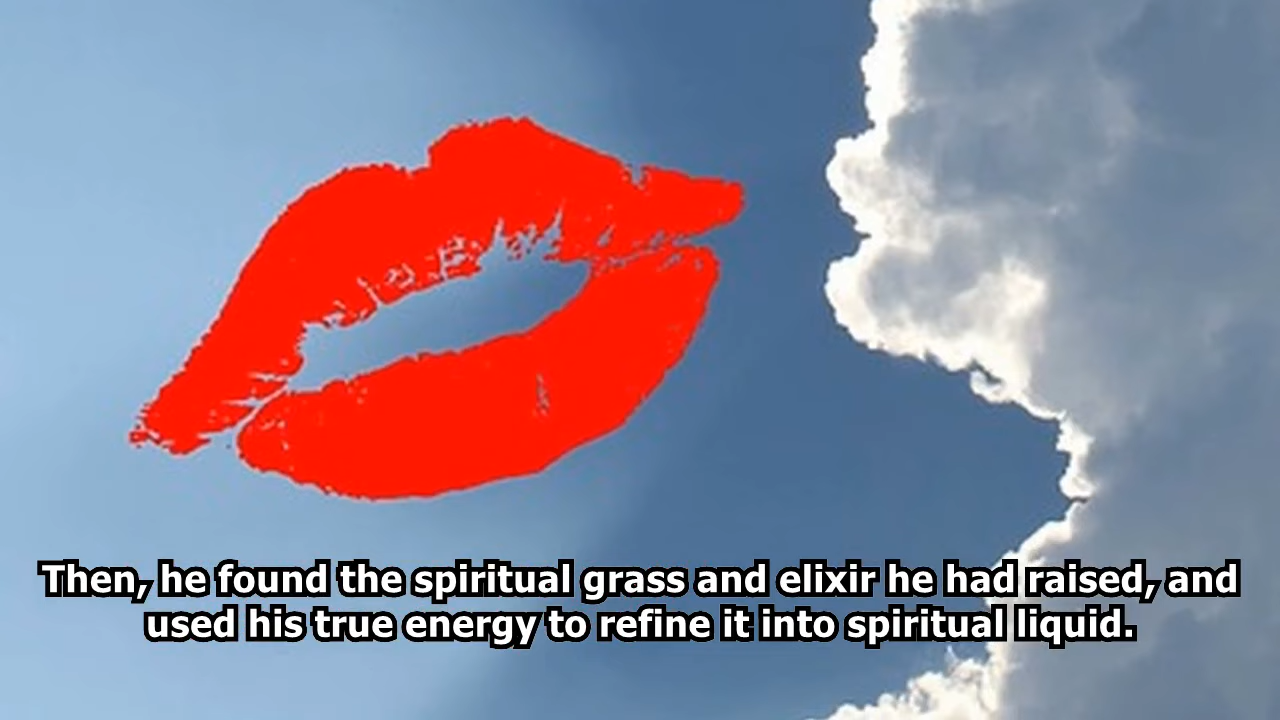 Then, he found the spiritual grass and elixir he had raised, and
used his true energy to refine it into spiritual liquid.